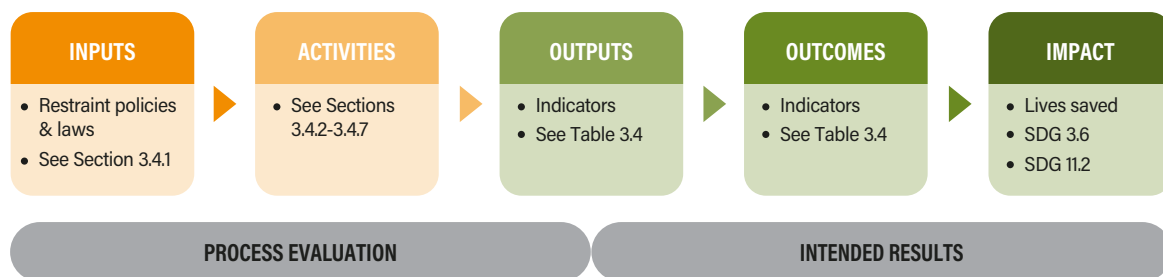 INPUTS
• Restraint policies
& laws
• See Section 3.4.1
ACTIVITIES
• See Sections
3.4.2-3.4.7
OUTPUTS
• Indicators
• See Table 3.4
OUTCOMES
• Indicators
• See Table 3.4
IMPACT
• Lives saved
• SDG 3.6
• SDG 11.2
PROCESS EVALUATION
INTENDED RESULTS